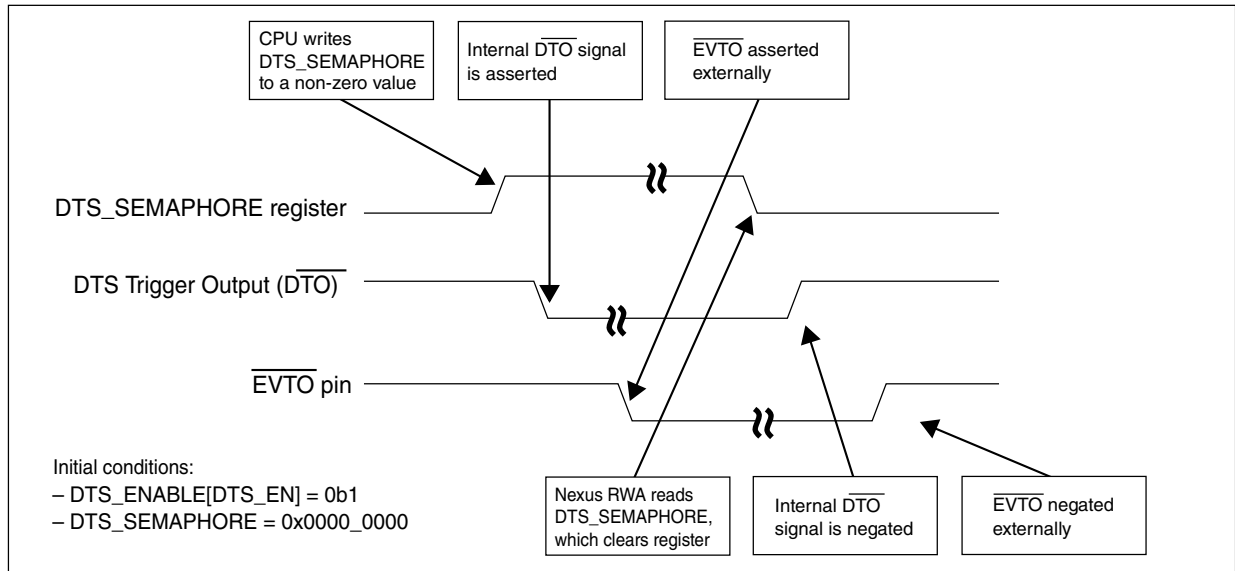 CPU writes
DTS_SEMAPHORE
to a non-zero value
Internal DTO signal
is asserted
EVTO asserted
externally
DTS_SEMAPHORE register
DTS Trigger Output (DTO)
EVTO pin
Initial conditions:
– DTS_ENABLE[DTS_EN] = 0b1
– DTS_SEMAPHORE = 0x0000_0000
Nexus RWA reads
DTS_SEMAPHORE,
which clears register
Internal DTO
signal is negated
EVTO negated
externally